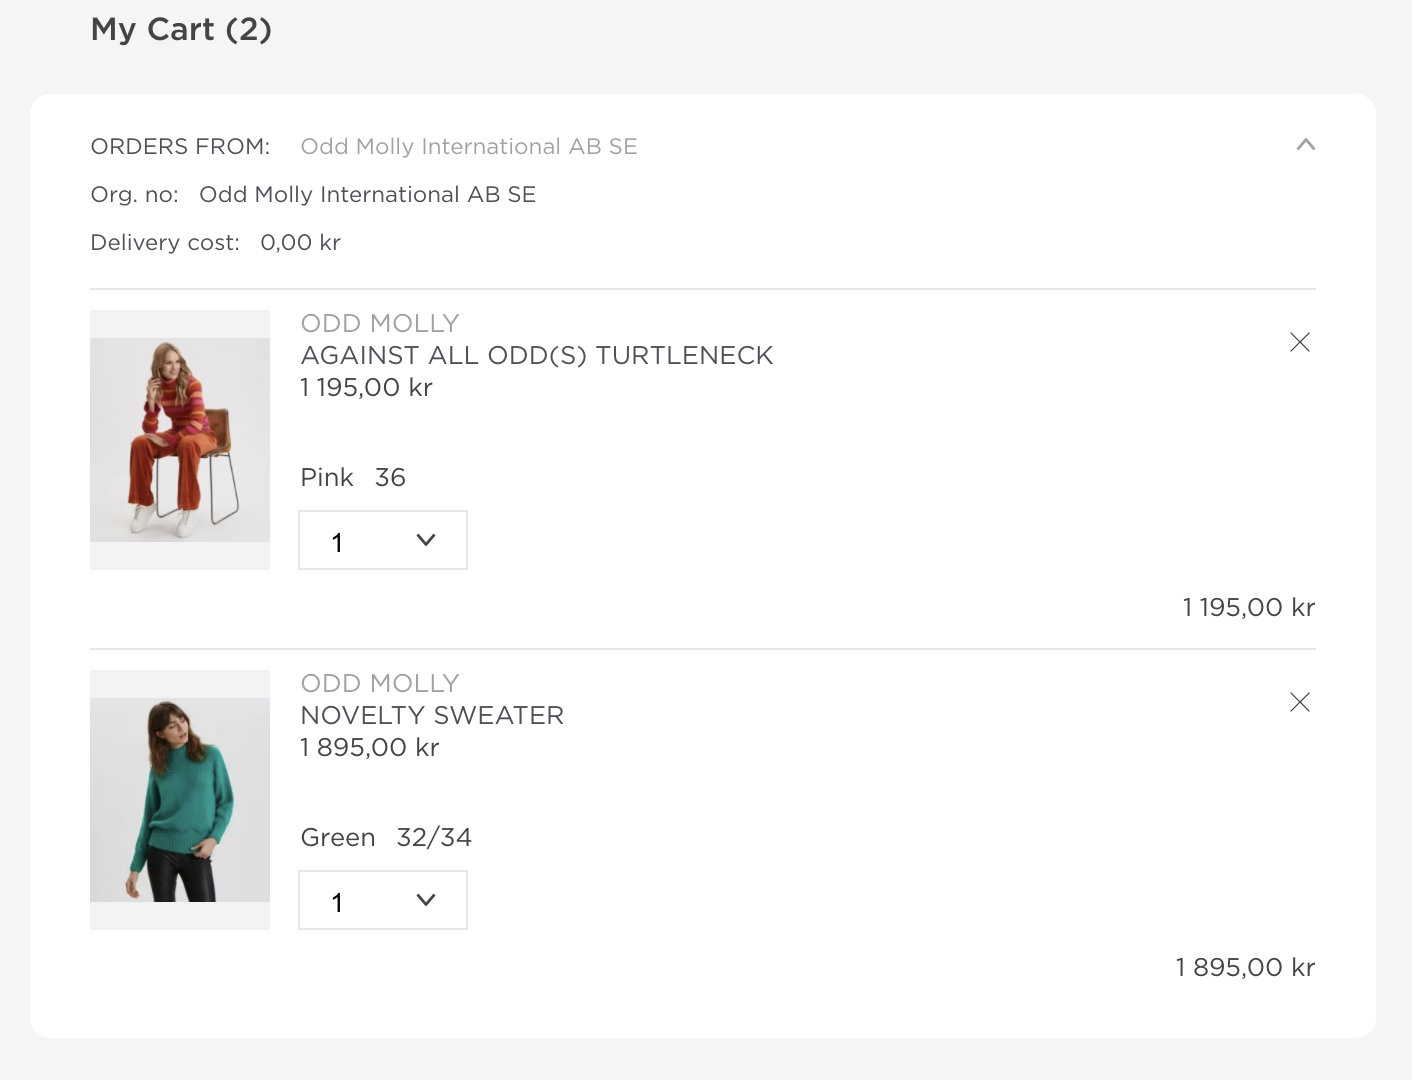 My Cart (2)
ORDERS FROM: Odd Molly International AB SE
Org. no: Odd Molly International AB SE
Delivery cost: 0,00 kr
ODD MOLLY
AGAINST ALL ODD(S) TURTLENECK
1 195,00 kr
Pink 36
1
1 195,00 kr
ODD MOLLY
NOVELTY SWEATER
1 895,00 kr
Green 32/34
1
1 895,00 kr